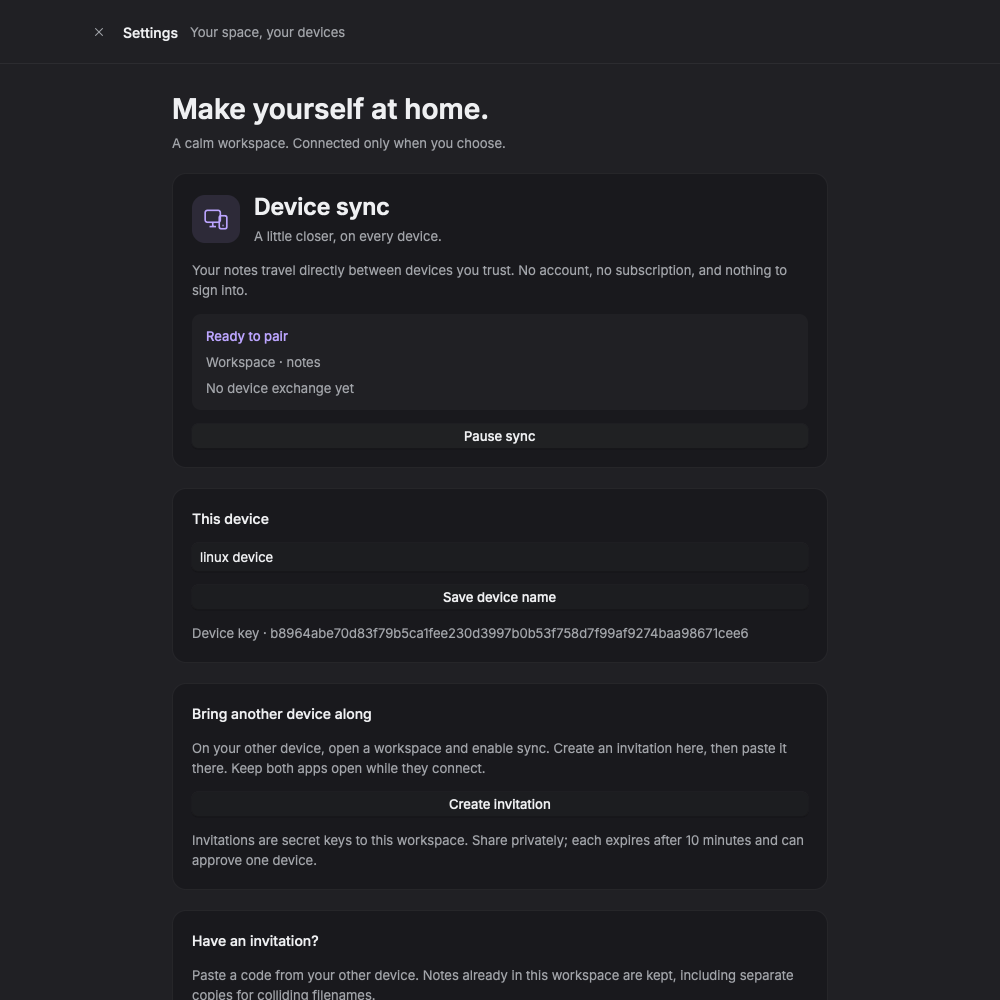 Settings Your space, your devices
Make yourself at home.
A calm workspace. Connected only when you choose.
Device sync
A little closer, on every device.
Your notes travel directly between devices you trust. No account, no subscription, and nothing to
sign into.
Ready to pair
Workspace · notes
No device exchange yet
Pause sync
This device
linux device
Save device name
Device key · b8964abe70d83f79b5ca1fee230d3997b0b53f758d7f99af9274baa98671cee6
Bring another device along
On your other device, open a workspace and enable sync. Create an invitation here, then paste it
there. Keep both apps open while they connect.
Create invitation
Invitations are secret keys to this workspace. Share privately; each expires after 10 minutes and can
approve one device.
Have an invitation?
Paste a code from your other device. Notes already in this workspace are kept, including separate
copies for colliding filenames.